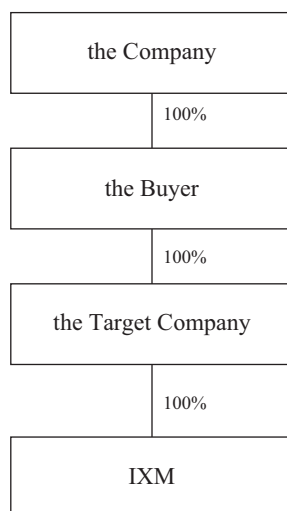 the Company
100%
the Buyer
100%
the Target Company
100%
IXM